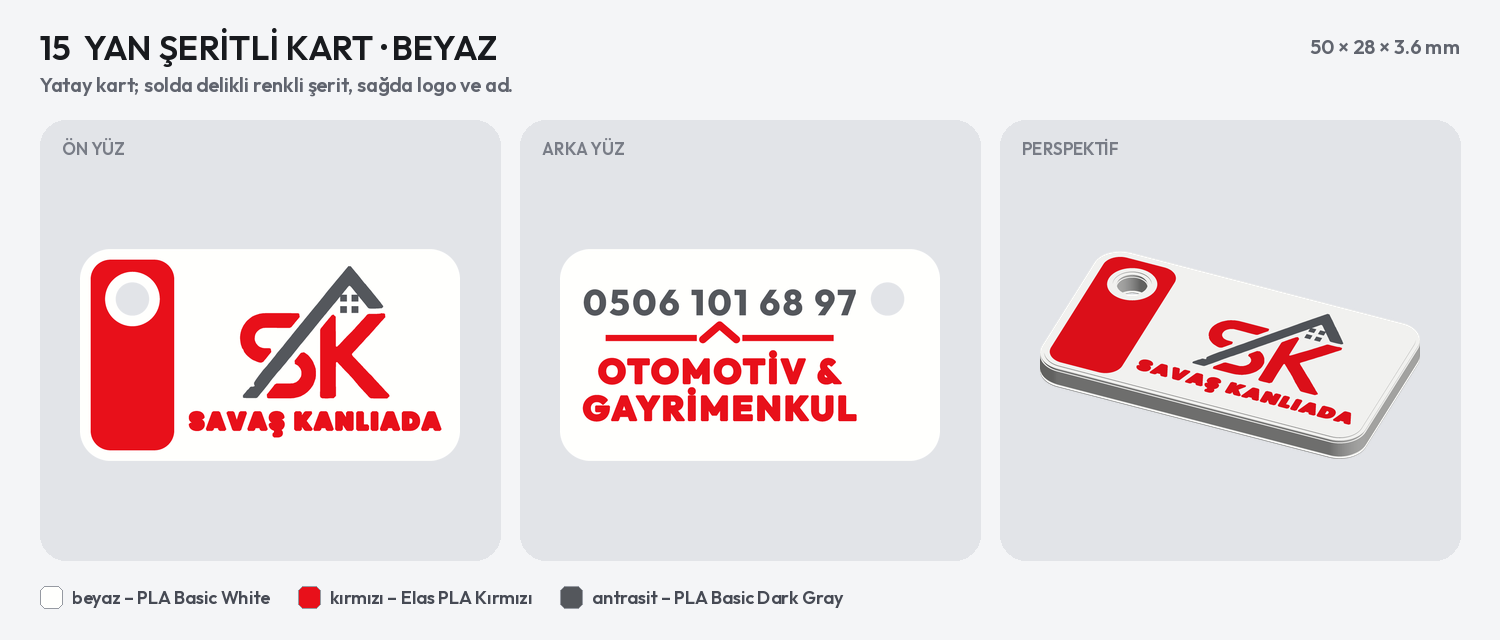 15 YAN ŞERİTLİ KART · BEYAZ
50 × 28 × 3.6 mm
Yatay kart; solda delikli renkli şerit, sağda logo ve ad.
ÖN YÜZ
SK
SAVAŞ KANLIADA
ARKA YÜZ
0506 101 68 97
OTOMOTİV &
GAYRİMENKUL
PERSPEKTİF
SK
SAVAŞ KANLIADA
beyaz – PLA Basic White
kırmızı – Elas PLA Kırmızı
antrasit – PLA Basic Dark Gray